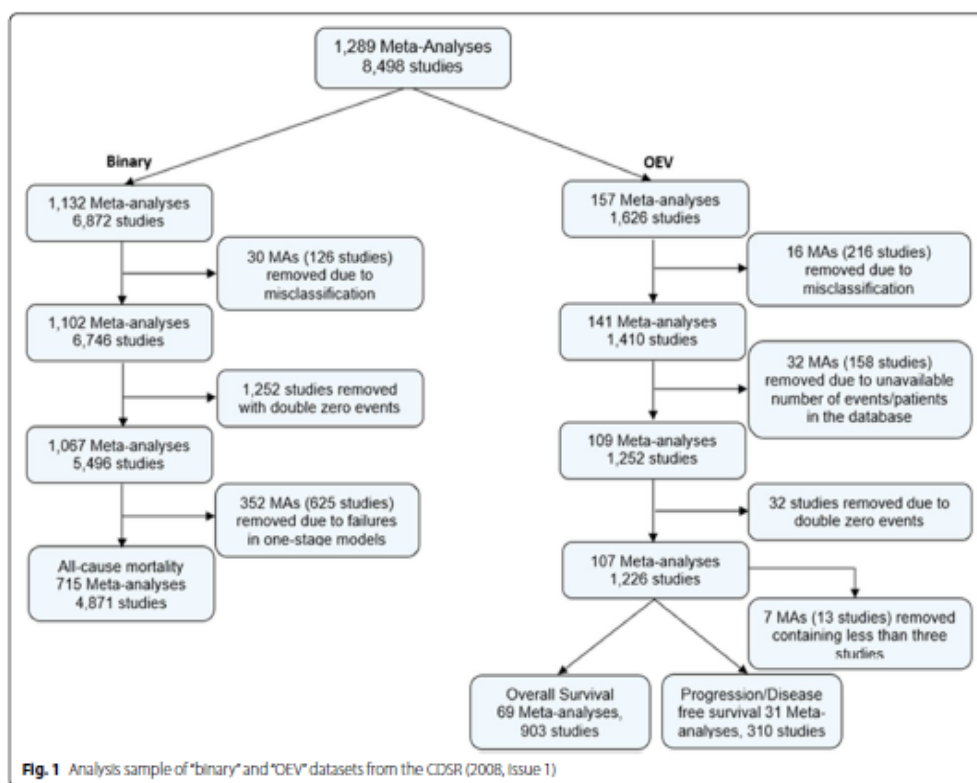 1,289 Meta-Analyses
8,498 studies
Binary
OEV
1,132 Meta-analyses
6,872 studies
157 Meta-analyses
1,626 studies
30 MAs (126 studies)
removed due to
misclassification
16 MAs (216 studies)
removed due to
misclassification
1,102 Meta-analyses
6,746 studies
141 Meta-analyses
1,410 studies
1,252 studies removed
with double zero events
32 MAs (158 studies)
removed due to unavailable
number of events/patients
in the database
1,067 Meta-analyses
5,496 studies
109 Meta-analyses
1,252 studies
352 MAs (625 studies)
removed due to failures
in one-stage models
32 studies removed due to
double zero events
All-cause mortality
715 Meta-analyses
4,871 studies
107 Meta-analyses
1,226 studies
7 MAs (13 studies) removed
containing less than three
studies
Overall Survival
69 Meta-analyses,
903 studies
Progression/Disease
free survival 31 Meta-
analyses, 310 studies
Fig. 1 Analysis sample of "binary" and "OEV" datasets from the CDSR (2008, Issue 1)